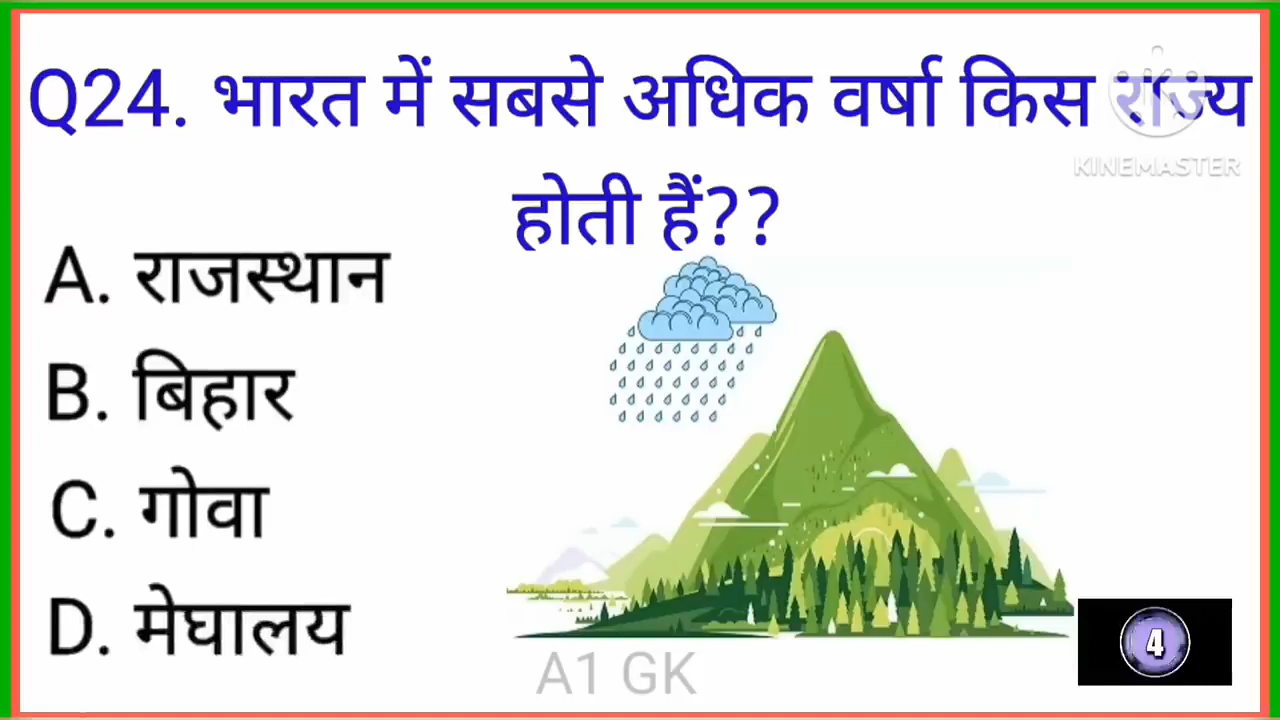 Q24. भारत में सबसे अधिक वर्षा किस राज्य
होती हैं??
A. राजस्थान
B. बिहार
C. गोवा
D. मेघालय
A1 GK
KINEMASTER
4